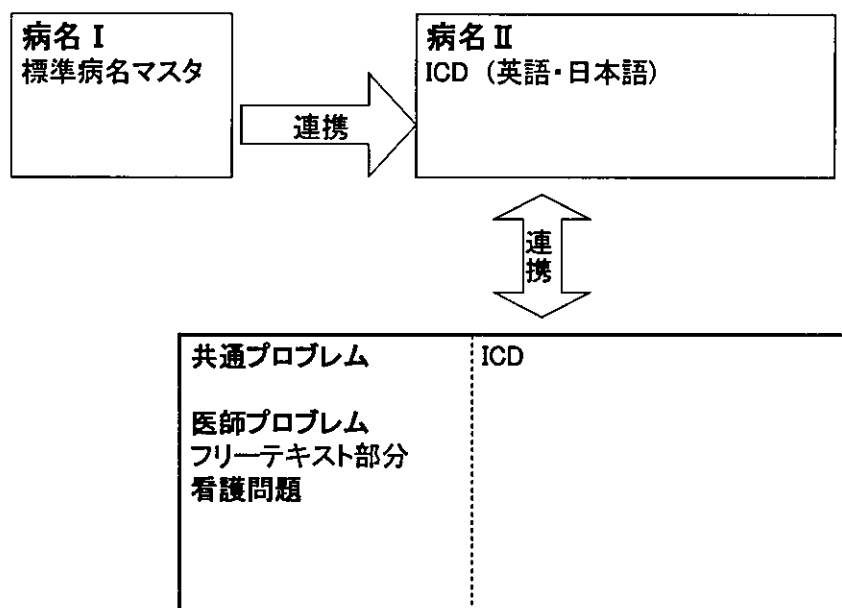 病名Ⅰ
標準病名マスタ
連携
病名Ⅱ
ICD（英語・日本語）
連
携
共通プロブレム
ICD
医師プロブレム
フリーテキスト部分
看護問題